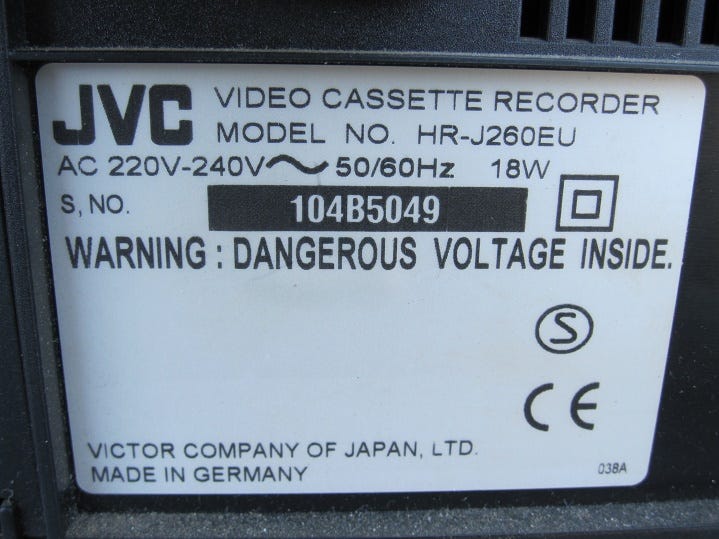 JVC VIDEO CASSETTE RECORDER
MODEL NO. HR-J260EU
AC 220V-240V～ 50/60Hz 18W
S, NO. 104B5049
WARNING : DANGEROUS VOLTAGE INSIDE.
S
CE
VICTOR COMPANY OF JAPAN, LTD.
MADE IN GERMANY 038A